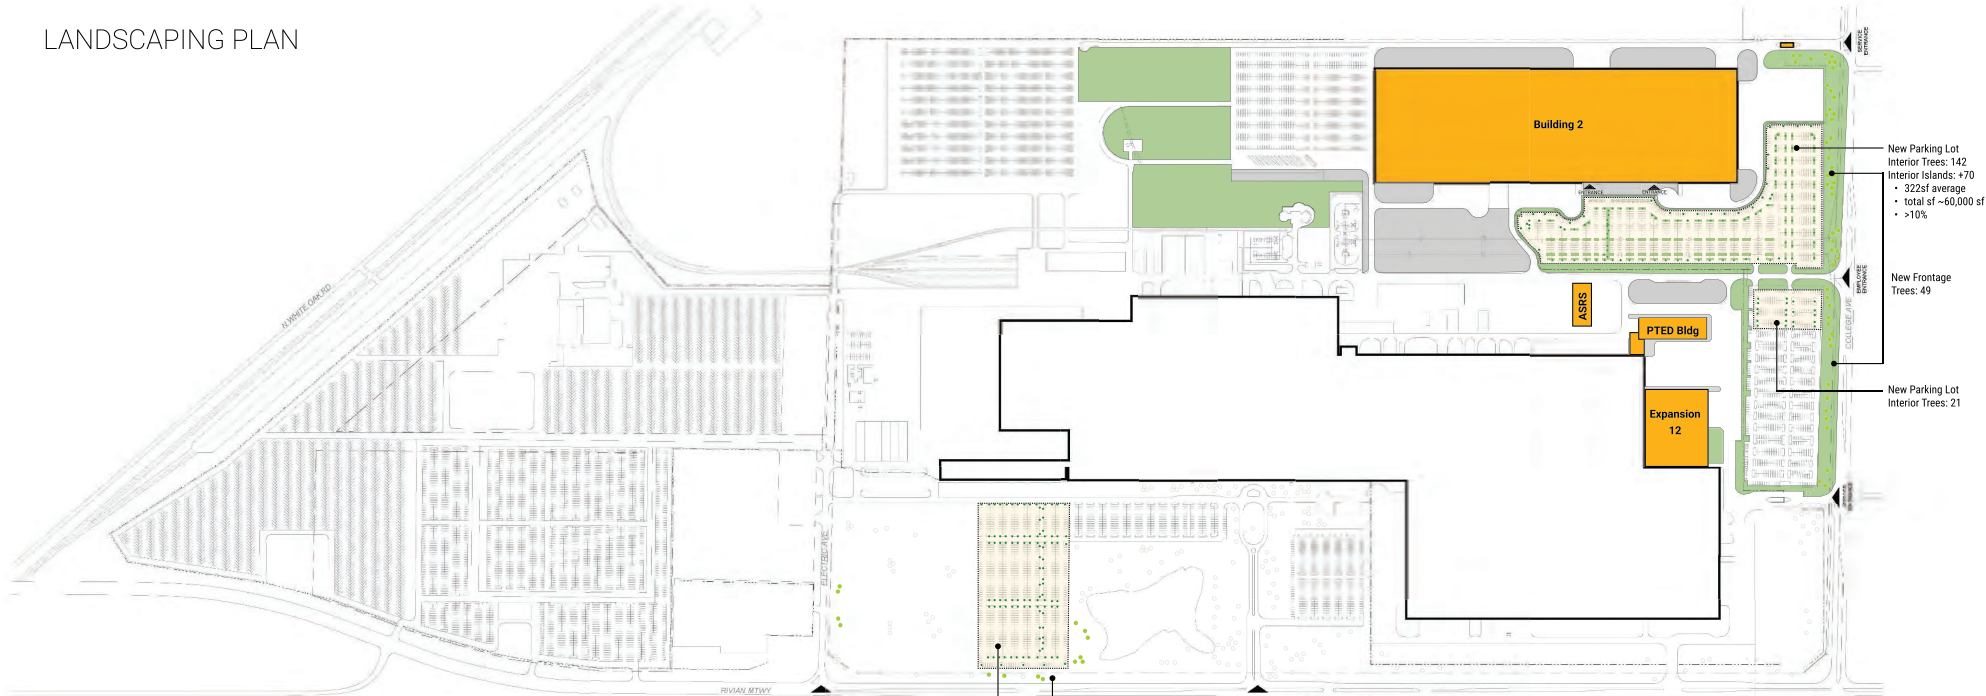 LANDSCAPING PLAN
SERVICE
ENTRANCE
Building 2
New Parking Lot
Interior Trees: 142
Interior Islands: +70
• 322sf average
• total sf ~60,000 sf
• >10%
ENTRANCE
ENTRANCE
EMPLOYEE
ENTRANCE
New Frontage
Trees: 49
N WHITE OAK RD
ASRS
COLLEGE AVE
PTED Bldg
New Parking Lot
Interior Trees: 21
Expansion
12
ELECTRIC AVE
RIVIAN MTWY